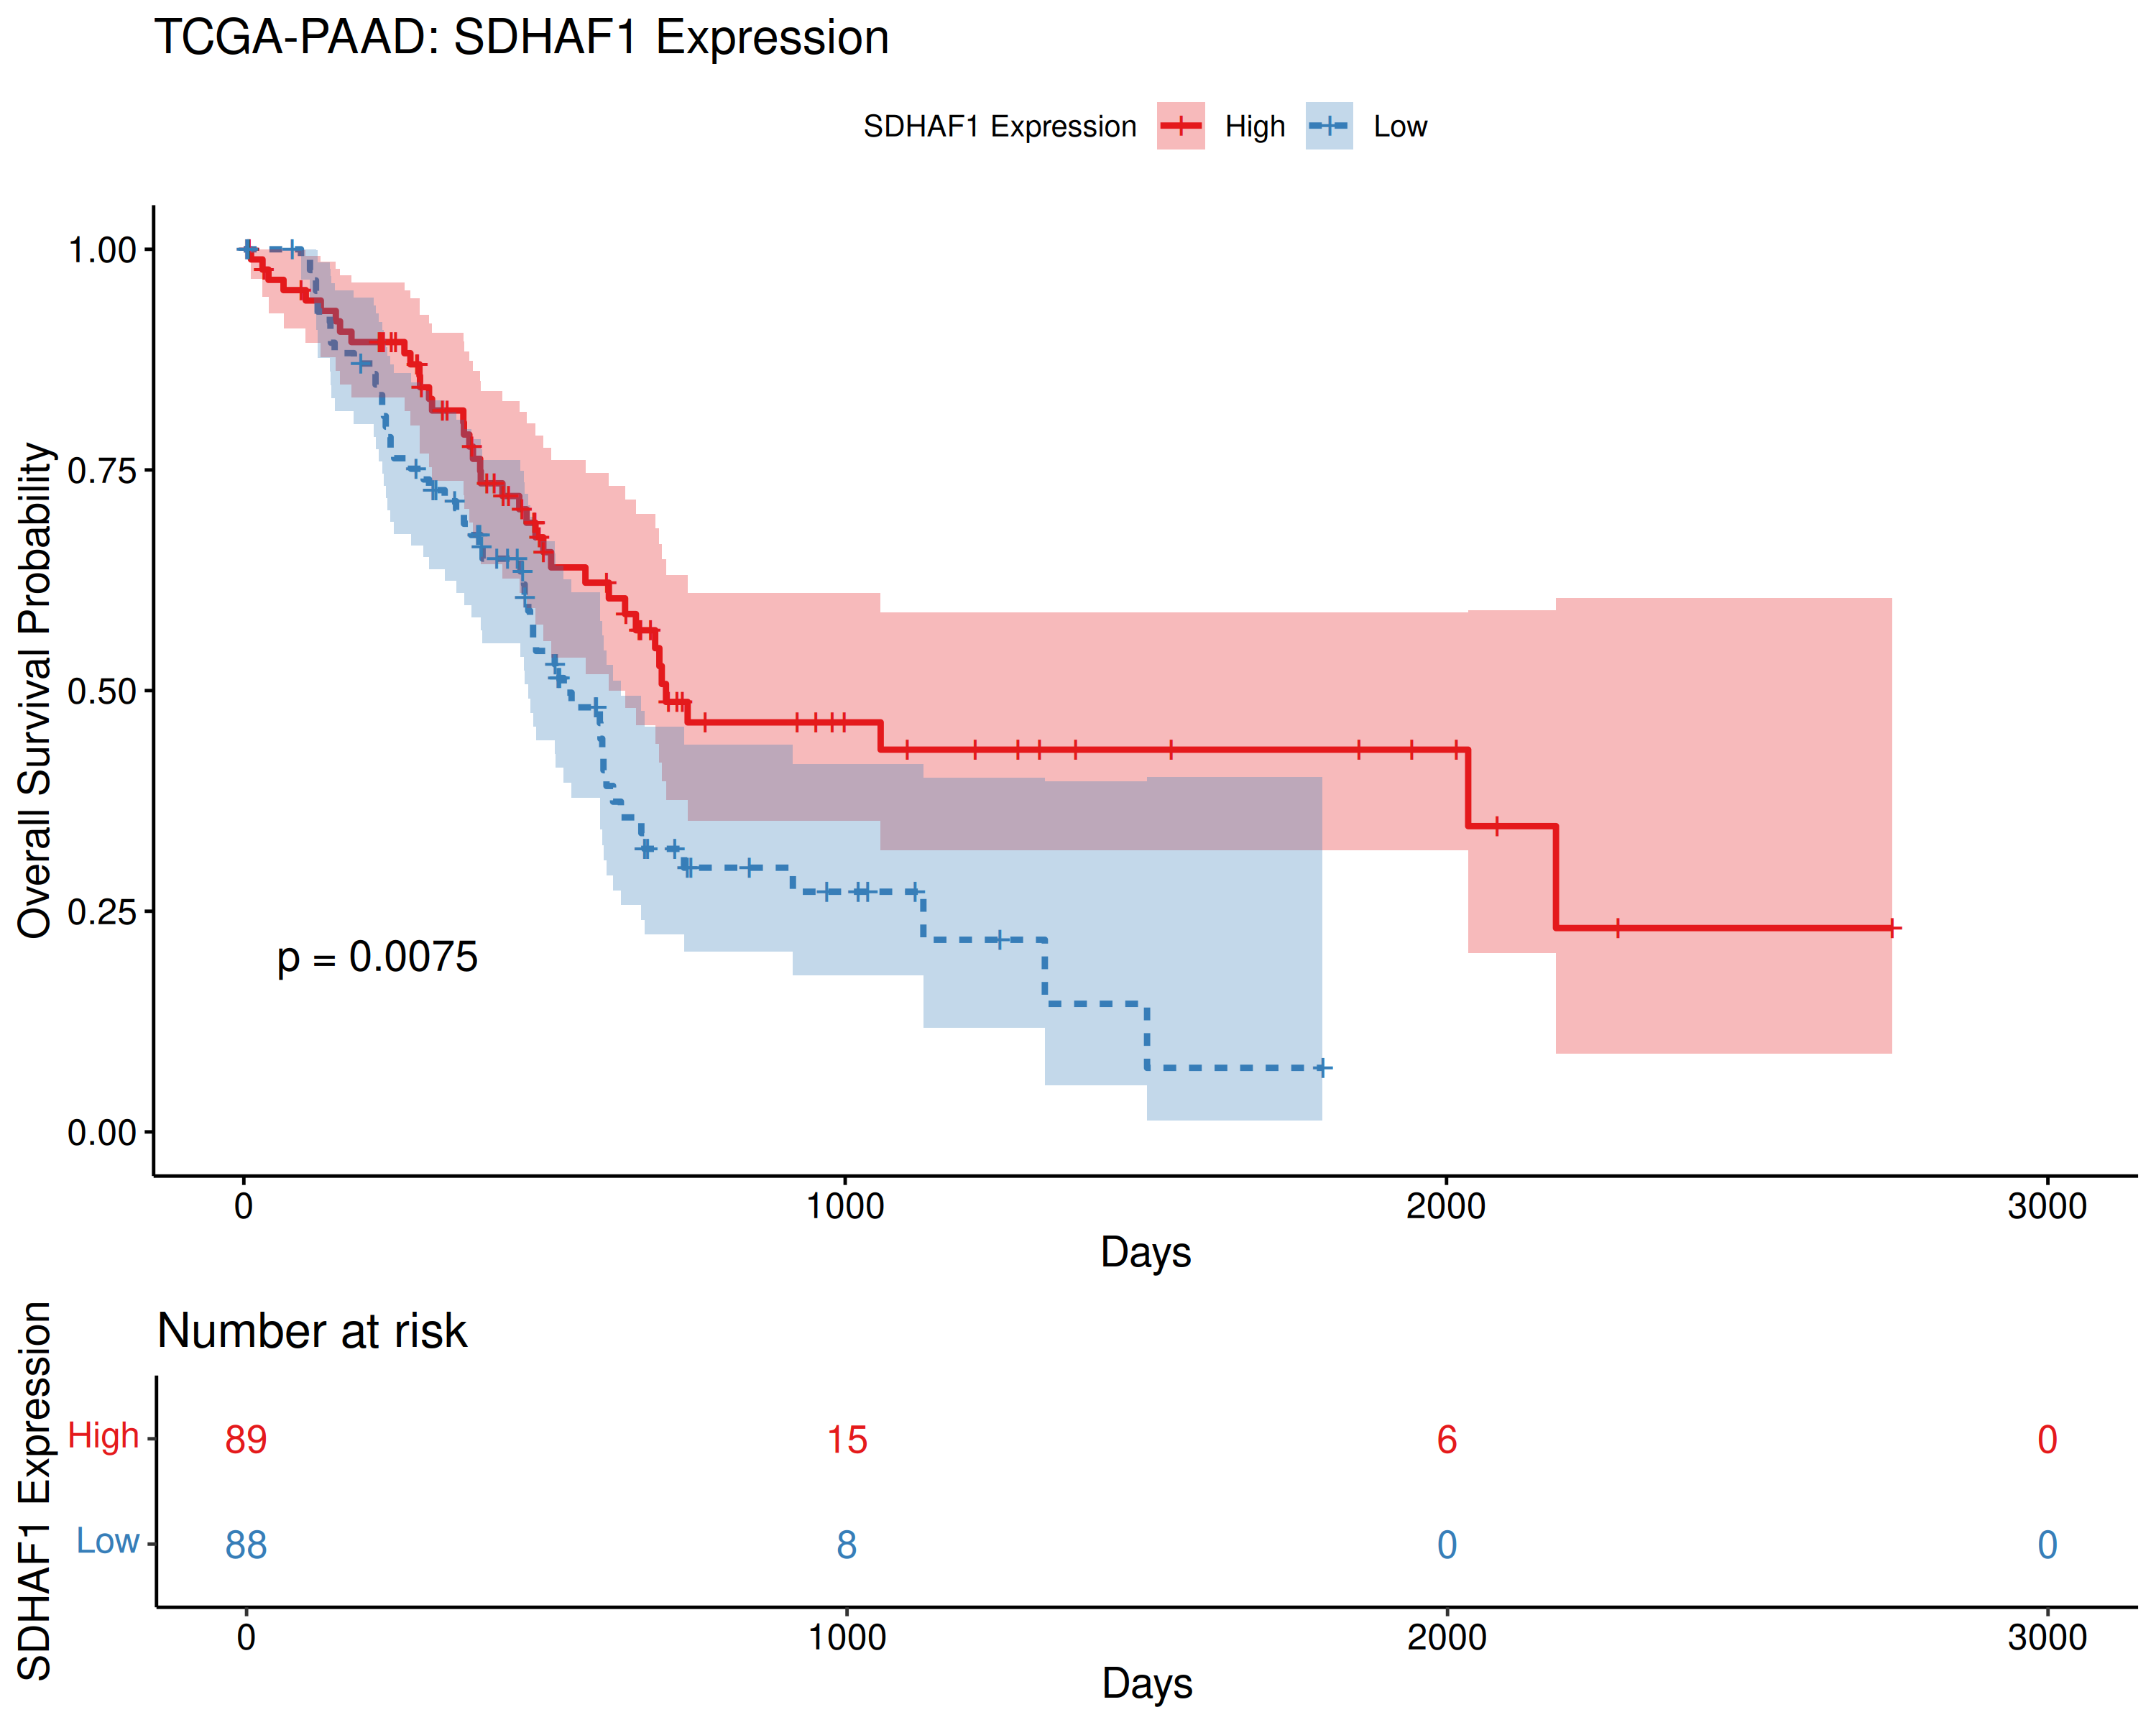 TCGA-PAAD: SDHAF1 Expression
SDHAF1 Expression High Low
Overall Survival Probability
1.00
0.75
0.50
0.25
0.00
p = 0.0075
0 1000 2000 3000
Days
Number at risk
SDHAF1 Expression
High 89 15 6 0
Low 88 8 0 0
0 1000 2000 3000
Days